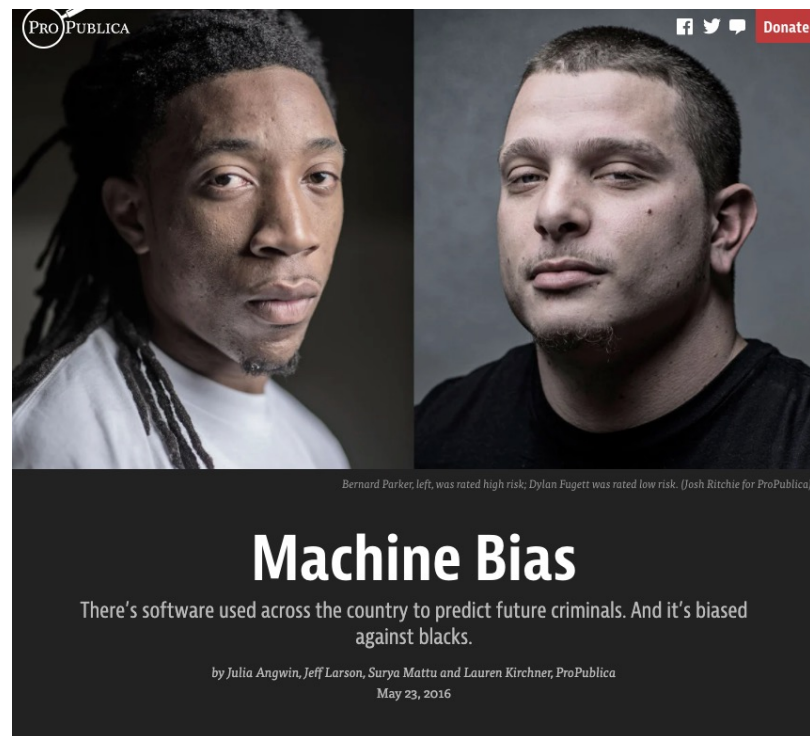 PROPUBLICA
Donate
Bernard Parker, left, was rated high risk; Dylan Fugett was rated low risk. (Josh Ritchie for ProPublica)
Machine Bias
There’s software used across the country to predict future criminals. And it’s biased
against blacks.
by Julia Angwin, Jeff Larson, Surya Mattu and Lauren Kirchner, ProPublica
May 23, 2016